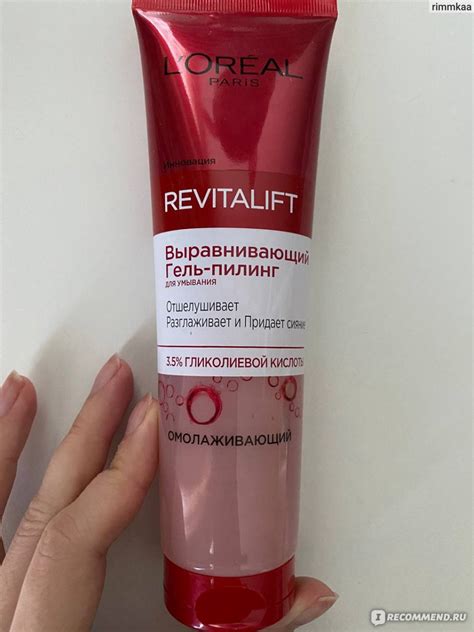 rimmkaa
L'ORÉAL
PARIS
Инновация
REVITALIFT
Выравнивающий
Гель-пилинг
ДЛЯ УМЫВАНИЯ
Отшелушивает
Разглаживает и Придает сияние
3.5% ГЛИКОЛИЕВОЙ КИСЛОТЫ
ОМОЛАЖИВАЮЩИЙ
I RECOMMEND.RU